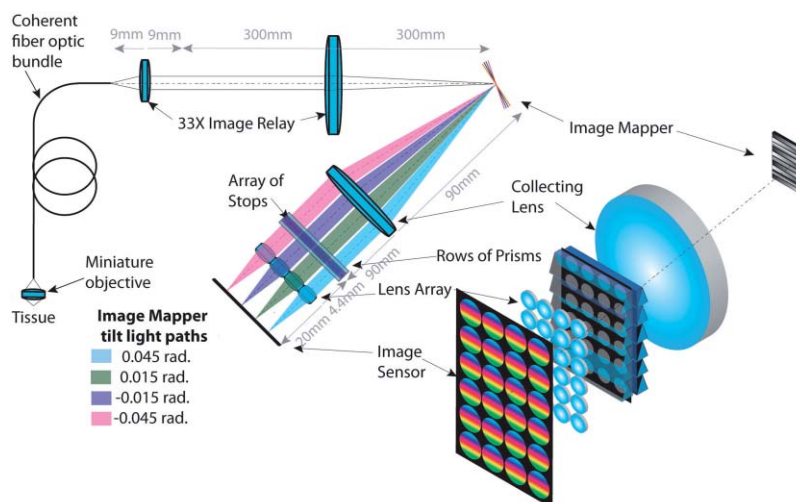 Coherent
fiber optic
bundle
9mm 9mm
300mm
300mm
33X Image Relay
Image Mapper
90mm
Array of
Stops
Collecting
Lens
Miniature
objective
Tissue
90mm
Rows of Prisms
4.4mm
Lens Array
20mm
Image Mapper
tilt light paths
0.045 rad.
0.015 rad.
-0.015 rad.
-0.045 rad.
Image
Sensor